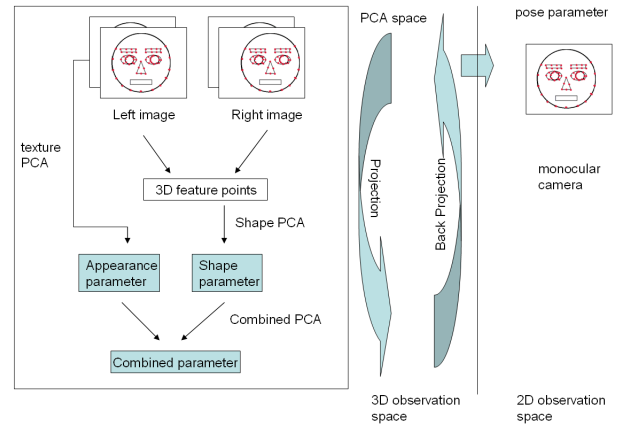 PCA space
pose parameter
Left image
Right image
texture
PCA
3D feature points
Shape PCA
Appearance
parameter
Shape
parameter
Combined PCA
Combined parameter
Projection
Back Projection
monocular
camera
3D observation
space
2D observation
space